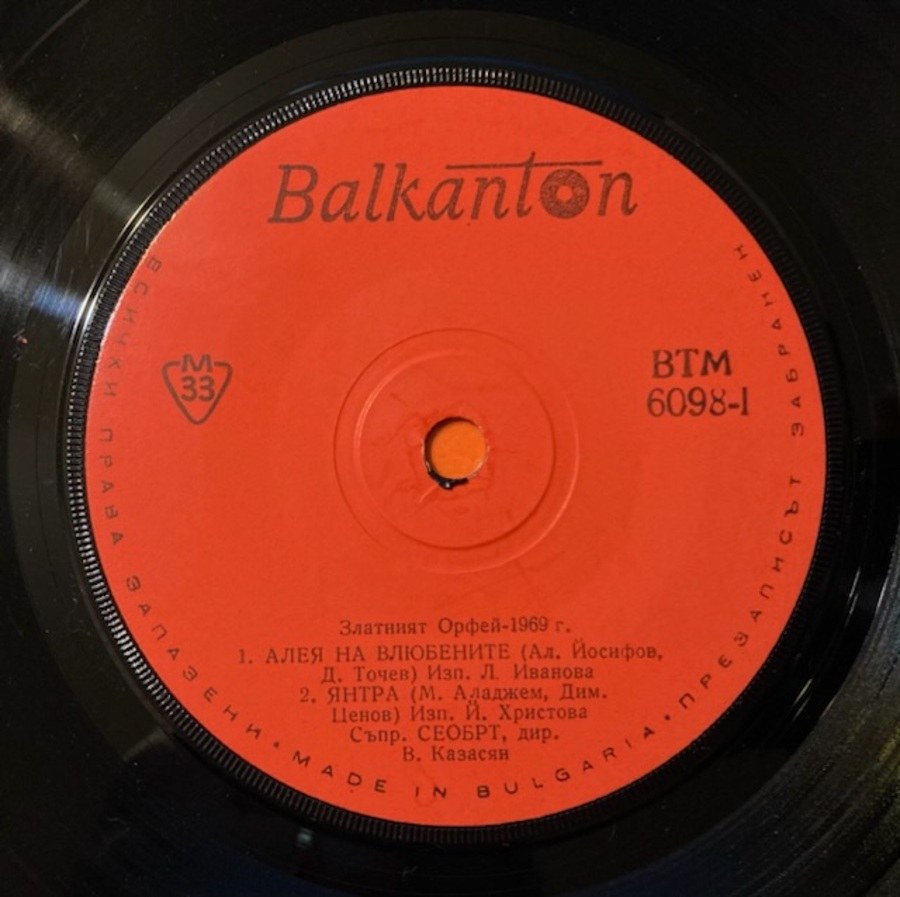 Balkanton
M
33
ВТМ
6098-I
Златният Орфей-1969 г.
1. АЛЕЯ НА ВЛЮБЕНИТЕ (Ал. Йосифов,
Д. Точев) Изп. Л. Иванова
2. ЯНТРА (М. Аладжем, Дим.
Ценов) Изп. Й. Христова
Съпр. СЕОБРТ, дир.
В. Казасян
ВСИЧКИ ПРАВА ЗАПАЗЕНИ • MADE IN BULGARIA • ПРЕЗАПИСЪТ ЗАБРАНЕН